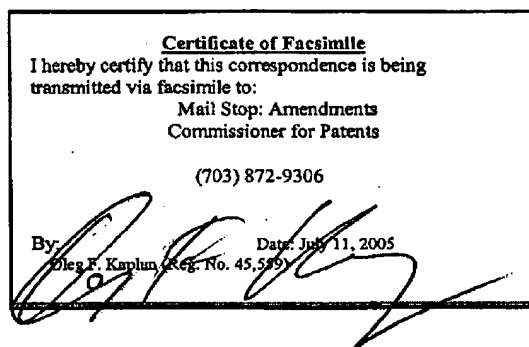 Certificate of Facsimile
I hereby certify that this correspondence is being
transmitted via facsimile to:
Mail Stop: Amendments
Commissioner for Patents
(703) 872-9306
By: Date: July 11, 2005
Oleg F. Kaplun (Reg. No. 45,559)